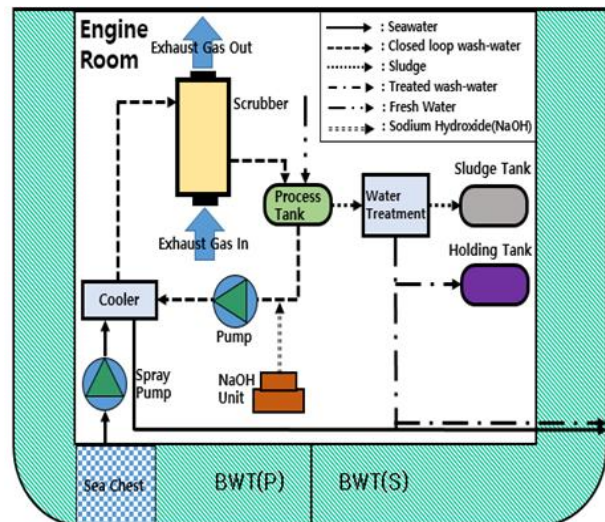 Engine
Room
Exhaust Gas Out
Scrubber
: Seawater
: Closed loop wash-water
: Sludge
: Treated wash-water
: Fresh Water
: Sodium Hydroxide(NaOH)
Process
Tank
Water
Treatment
Sludge Tank
Exhaust Gas In
Holding Tank
Cooler
Pump
Spray
Pump
NaOH
Unit
Sea Chest
BWT(P)
BWT(S)